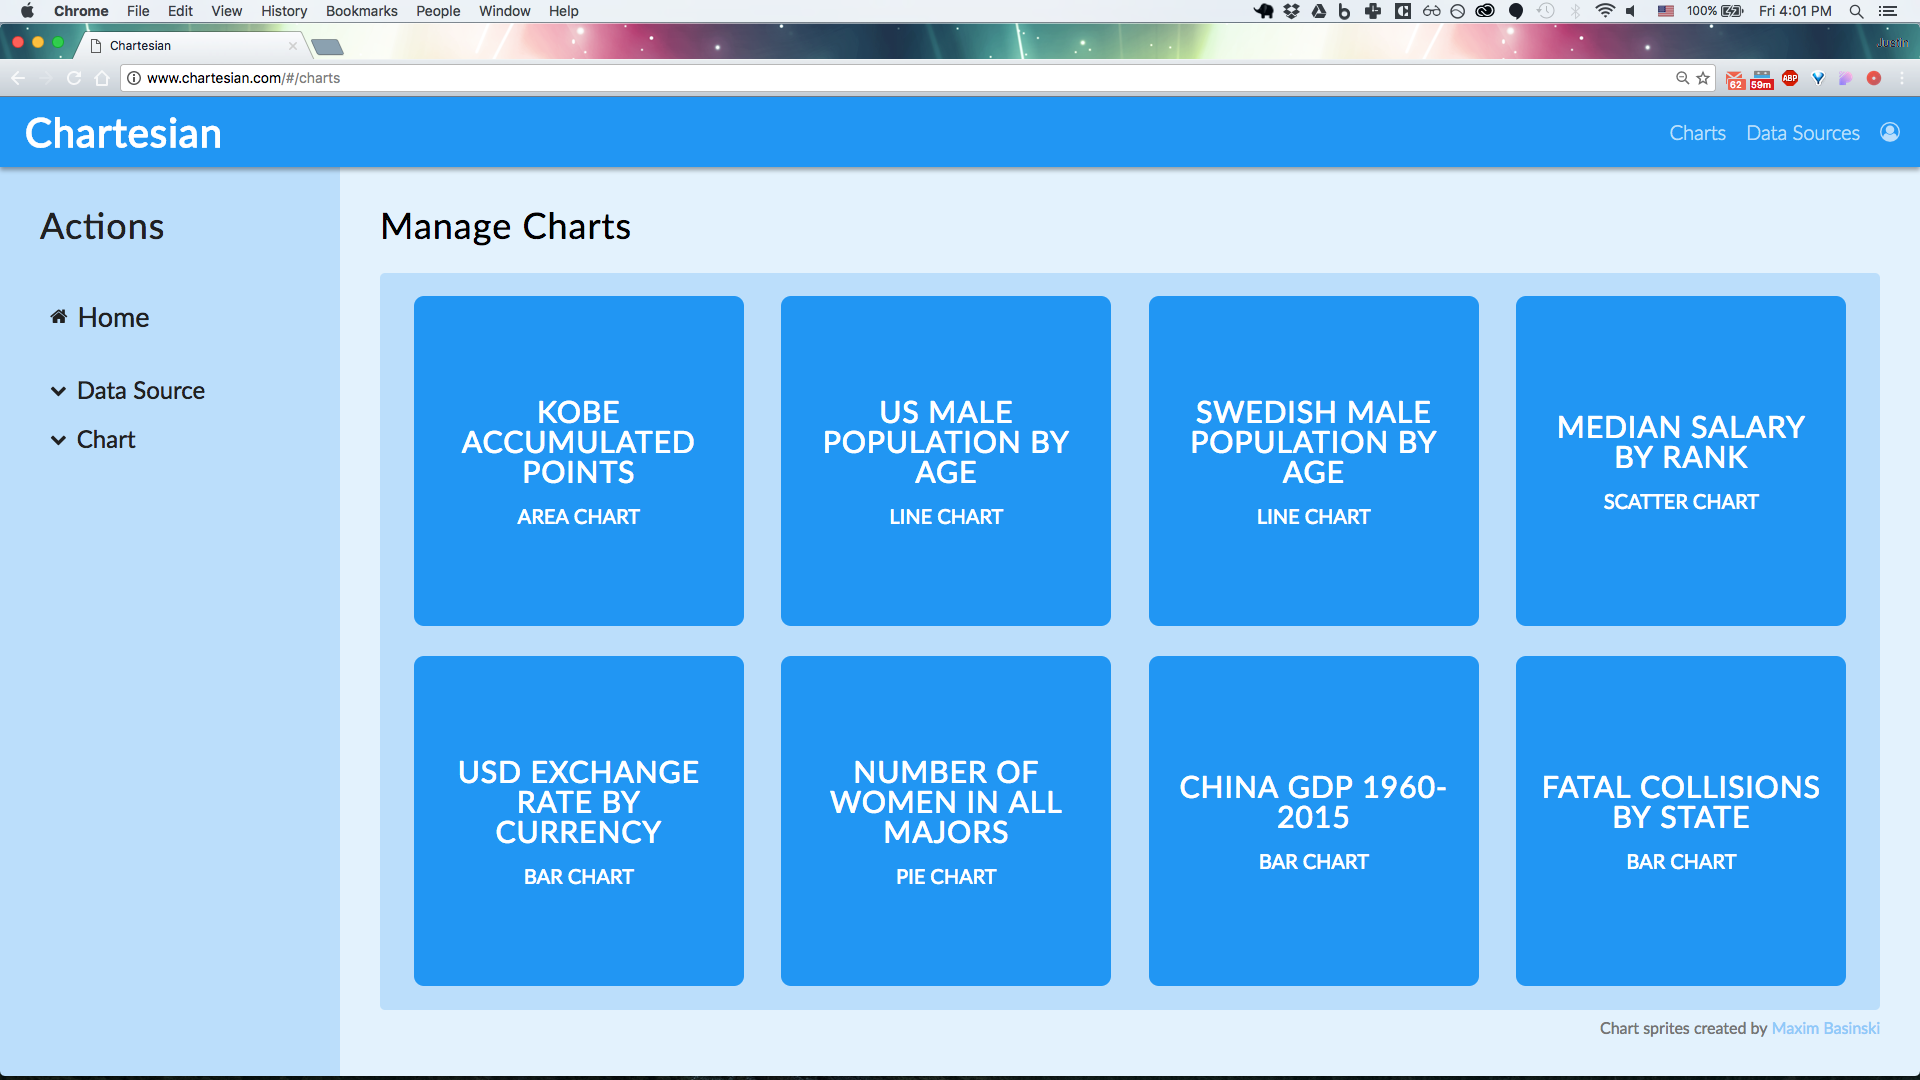 Chrome File Edit View History Bookmarks People Window Help 100% Fri 4:01 PM
Chartesian Justin
www.chartesian.com/#/charts 62 59m ABP
Chartesian Charts Data Sources
Actions
Home
Data Source
Chart
Manage Charts
KOBE
ACCUMULATED
POINTS
AREA CHART
US MALE
POPULATION BY
AGE
LINE CHART
SWEDISH MALE
POPULATION BY
AGE
LINE CHART
MEDIAN SALARY
BY RANK
SCATTER CHART
USD EXCHANGE
RATE BY
CURRENCY
BAR CHART
NUMBER OF
WOMEN IN ALL
MAJORS
PIE CHART
CHINA GDP 1960-
2015
BAR CHART
FATAL COLLISIONS
BY STATE
BAR CHART
Chart sprites created by Maxim Basinski